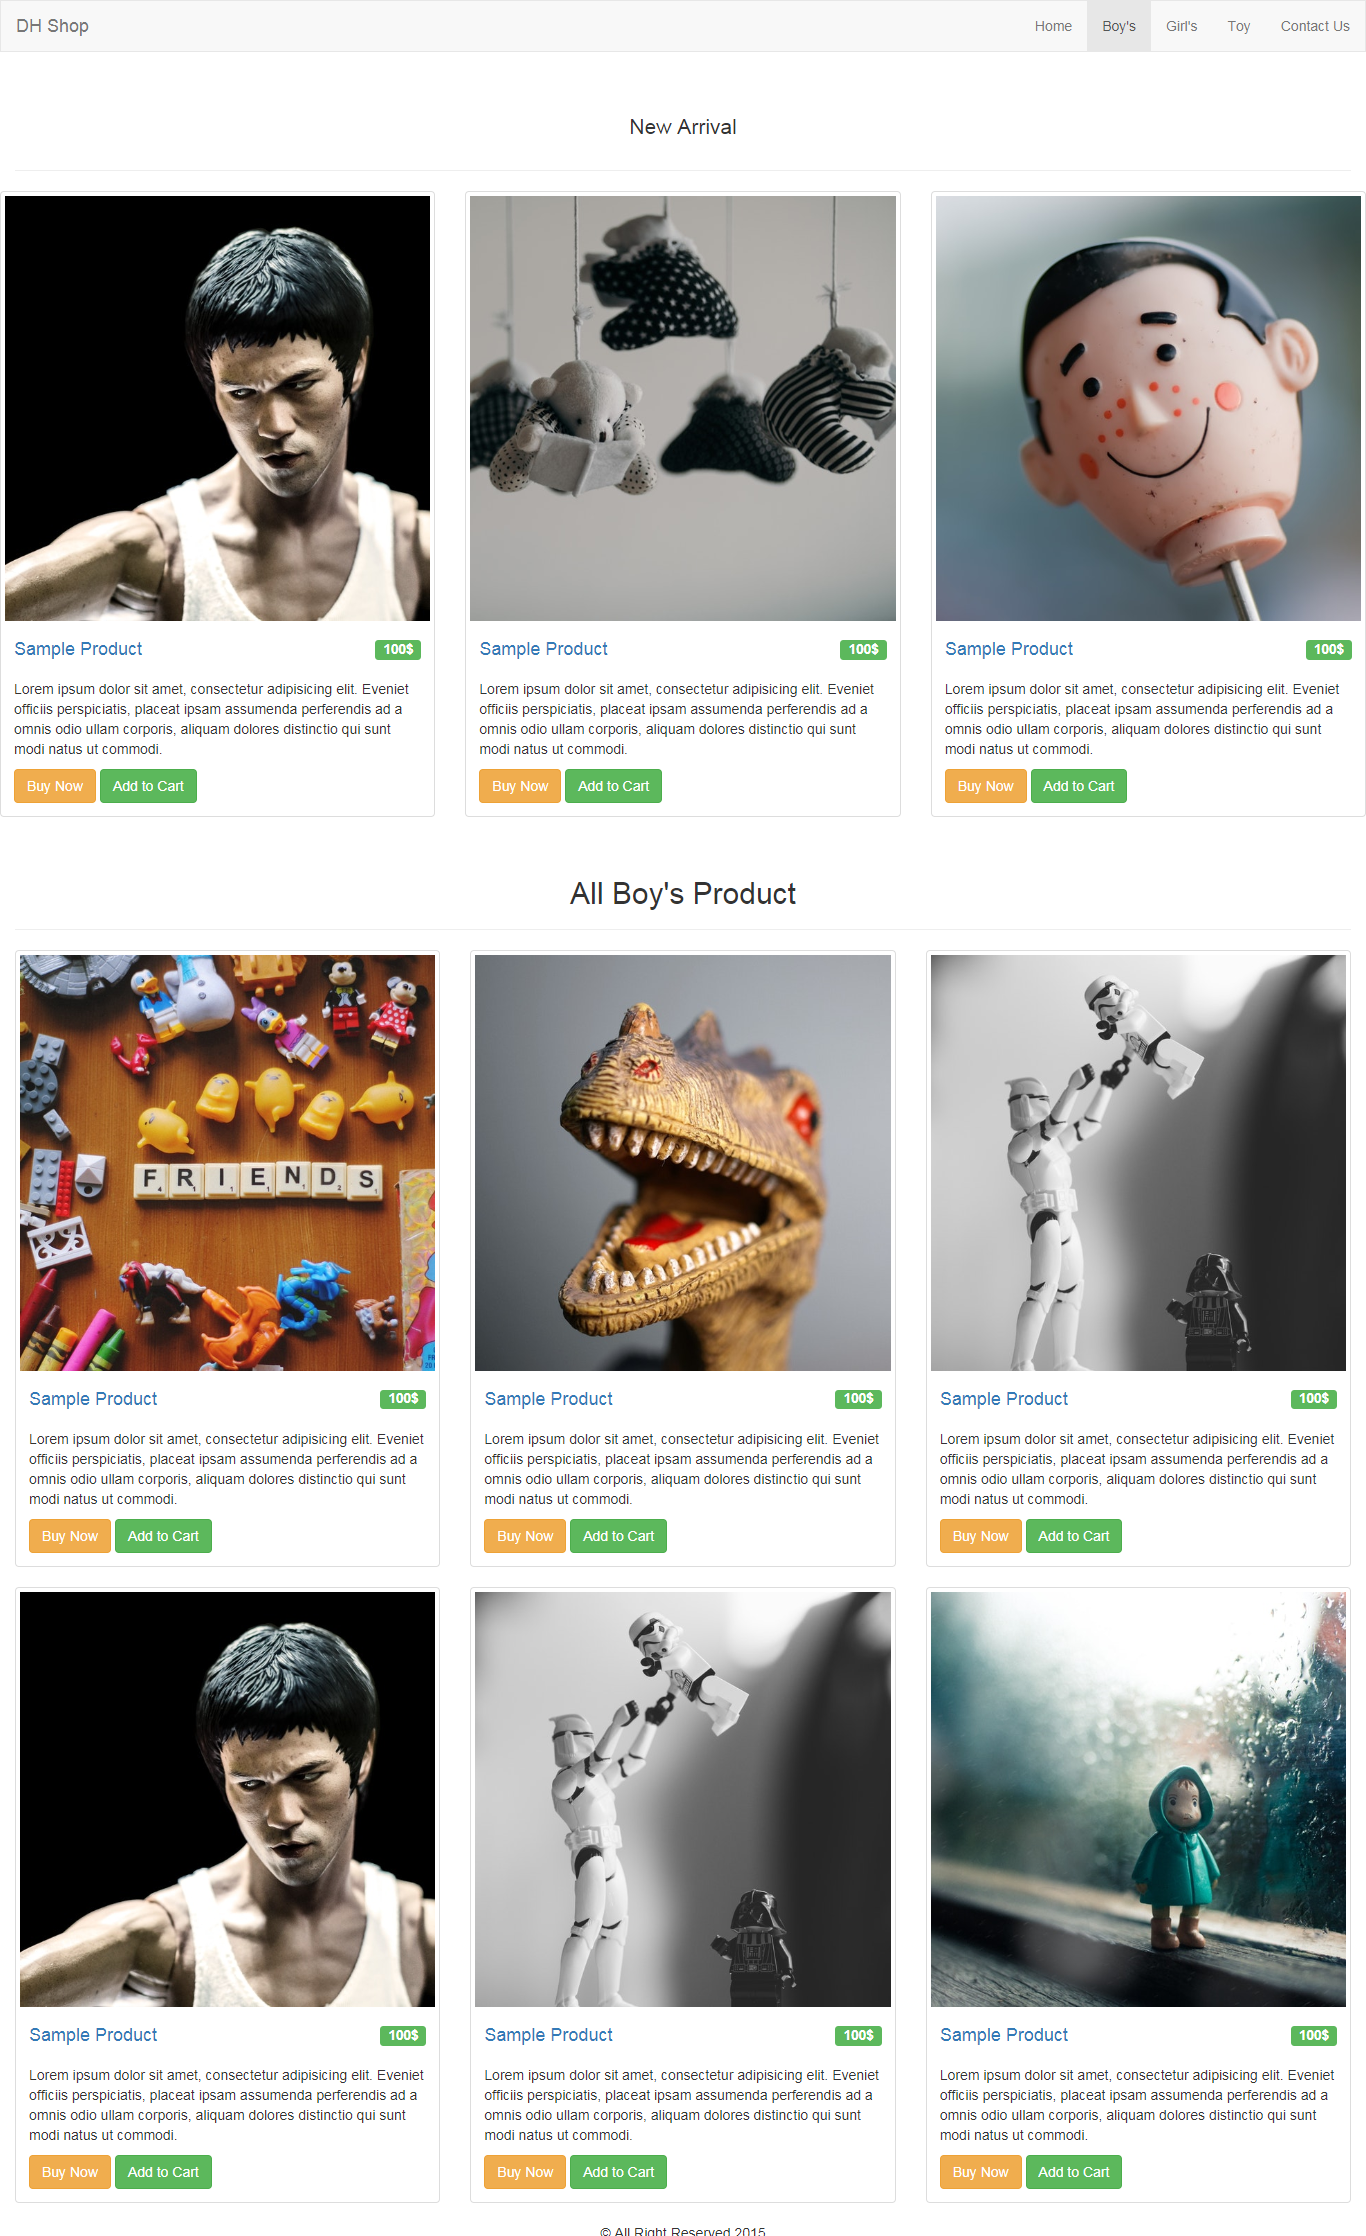 DH Shop
Home Boy's Girl's Toy Contact Us
New Arrival
Sample Product 100$
Lorem ipsum dolor sit amet, consectetur adipisicing elit. Eveniet
officiis perspiciatis, placeat ipsam assumenda perferendis ad a
omnis odio ullam corporis, aliquam dolores distinctio qui sunt
modi natus ut commodi.
Buy Now Add to Cart
Sample Product 100$
Lorem ipsum dolor sit amet, consectetur adipisicing elit. Eveniet
officiis perspiciatis, placeat ipsam assumenda perferendis ad a
omnis odio ullam corporis, aliquam dolores distinctio qui sunt
modi natus ut commodi.
Buy Now Add to Cart
Sample Product 100$
Lorem ipsum dolor sit amet, consectetur adipisicing elit. Eveniet
officiis perspiciatis, placeat ipsam assumenda perferendis ad a
omnis odio ullam corporis, aliquam dolores distinctio qui sunt
modi natus ut commodi.
Buy Now Add to Cart
All Boy's Product
FRIENDS
Sample Product 100$
Lorem ipsum dolor sit amet, consectetur adipisicing elit. Eveniet
officiis perspiciatis, placeat ipsam assumenda perferendis ad a
omnis odio ullam corporis, aliquam dolores distinctio qui sunt
modi natus ut commodi.
Buy Now Add to Cart
Sample Product 100$
Lorem ipsum dolor sit amet, consectetur adipisicing elit. Eveniet
officiis perspiciatis, placeat ipsam assumenda perferendis ad a
omnis odio ullam corporis, aliquam dolores distinctio qui sunt
modi natus ut commodi.
Buy Now Add to Cart
Sample Product 100$
Lorem ipsum dolor sit amet, consectetur adipisicing elit. Eveniet
officiis perspiciatis, placeat ipsam assumenda perferendis ad a
omnis odio ullam corporis, aliquam dolores distinctio qui sunt
modi natus ut commodi.
Buy Now Add to Cart
Sample Product 100$
Lorem ipsum dolor sit amet, consectetur adipisicing elit. Eveniet
officiis perspiciatis, placeat ipsam assumenda perferendis ad a
omnis odio ullam corporis, aliquam dolores distinctio qui sunt
modi natus ut commodi.
Buy Now Add to Cart
Sample Product 100$
Lorem ipsum dolor sit amet, consectetur adipisicing elit. Eveniet
officiis perspiciatis, placeat ipsam assumenda perferendis ad a
omnis odio ullam corporis, aliquam dolores distinctio qui sunt
modi natus ut commodi.
Buy Now Add to Cart
Sample Product 100$
Lorem ipsum dolor sit amet, consectetur adipisicing elit. Eveniet
officiis perspiciatis, placeat ipsam assumenda perferendis ad a
omnis odio ullam corporis, aliquam dolores distinctio qui sunt
modi natus ut commodi.
Buy Now Add to Cart
© All Right Reserved 2015